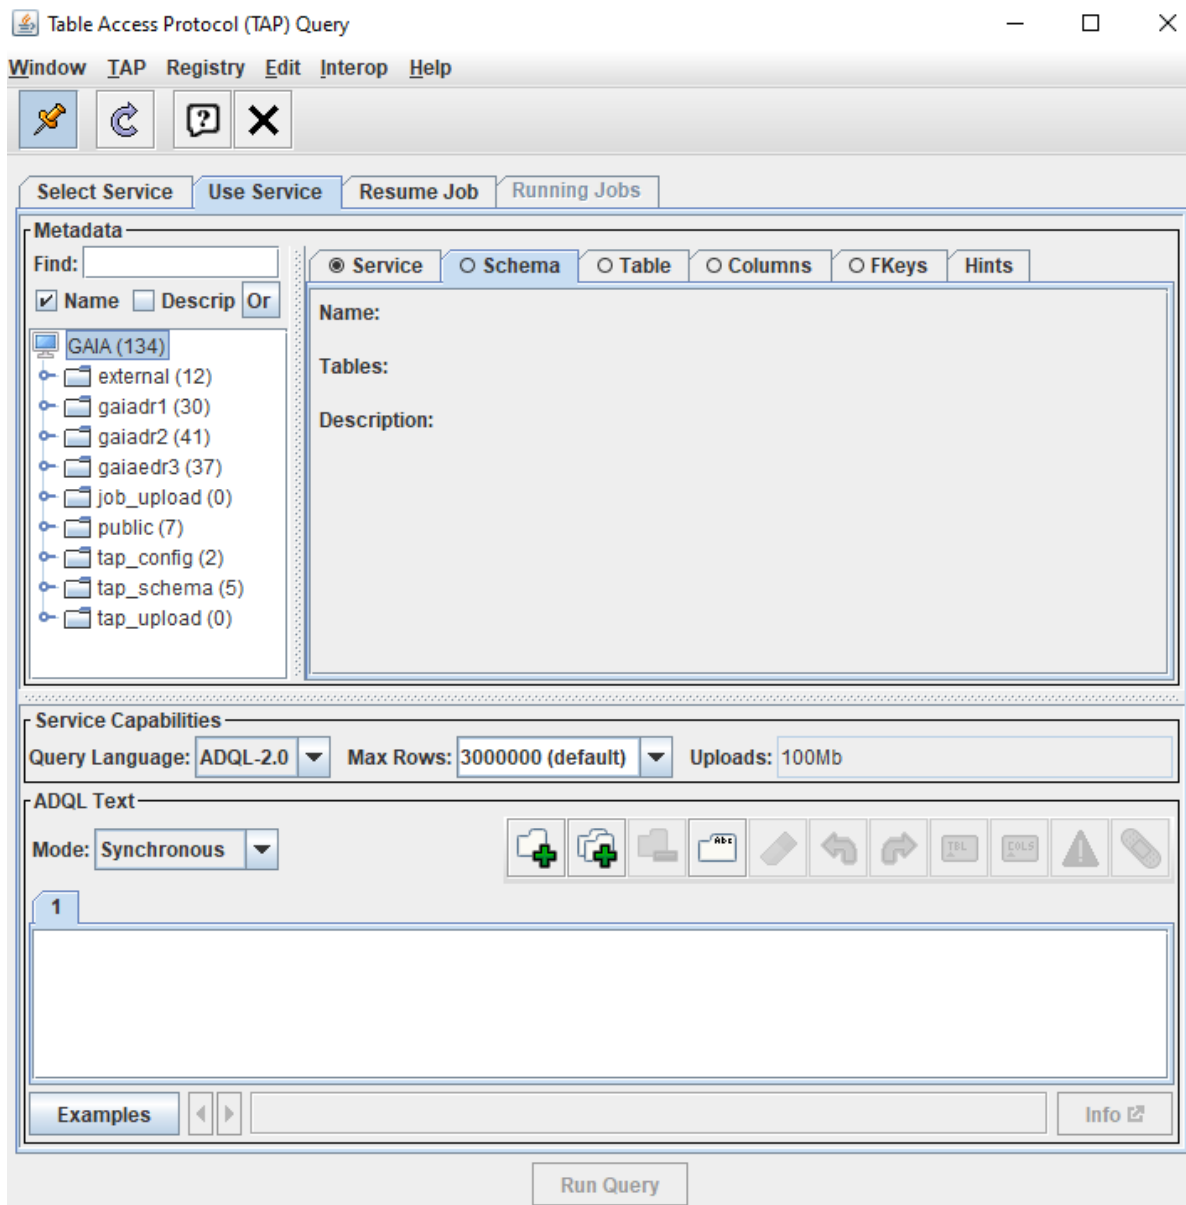 Table Access Protocol (TAP) Query
Window TAP Registry Edit Interop Help
Select Service Use Service Resume Job Running Jobs
Metadata
Find:
Name Descrip Or
GAIA (134)
external (12)
gaiadr1 (30)
gaiadr2 (41)
gaiaedr3 (37)
job_upload (0)
public (7)
tap_config (2)
tap_schema (5)
tap_upload (0)
Service Schema Table Columns FKeys Hints
Name:
Tables:
Description:
Service Capabilities
Query Language: ADQL-2.0 Max Rows: 3000000 (default) Uploads: 100Mb
ADQL Text
Mode: Synchronous Abc TBL COLS
1
Examples Info
Run Query